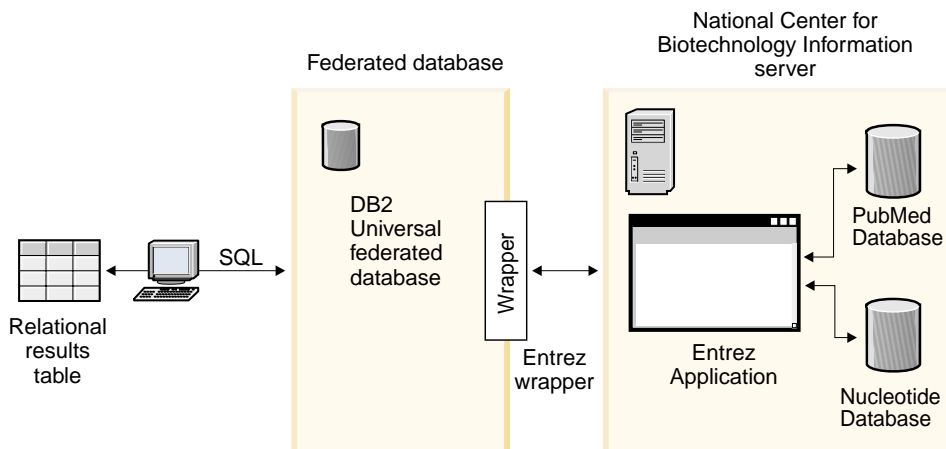 National Center for
Biotechnology Information
server
Federated database
DB2
Universal
federated
database
SQL
Wrapper
Relational
results
table
Entrez
wrapper
Entrez
Application
PubMed
Database
Nucleotide
Database